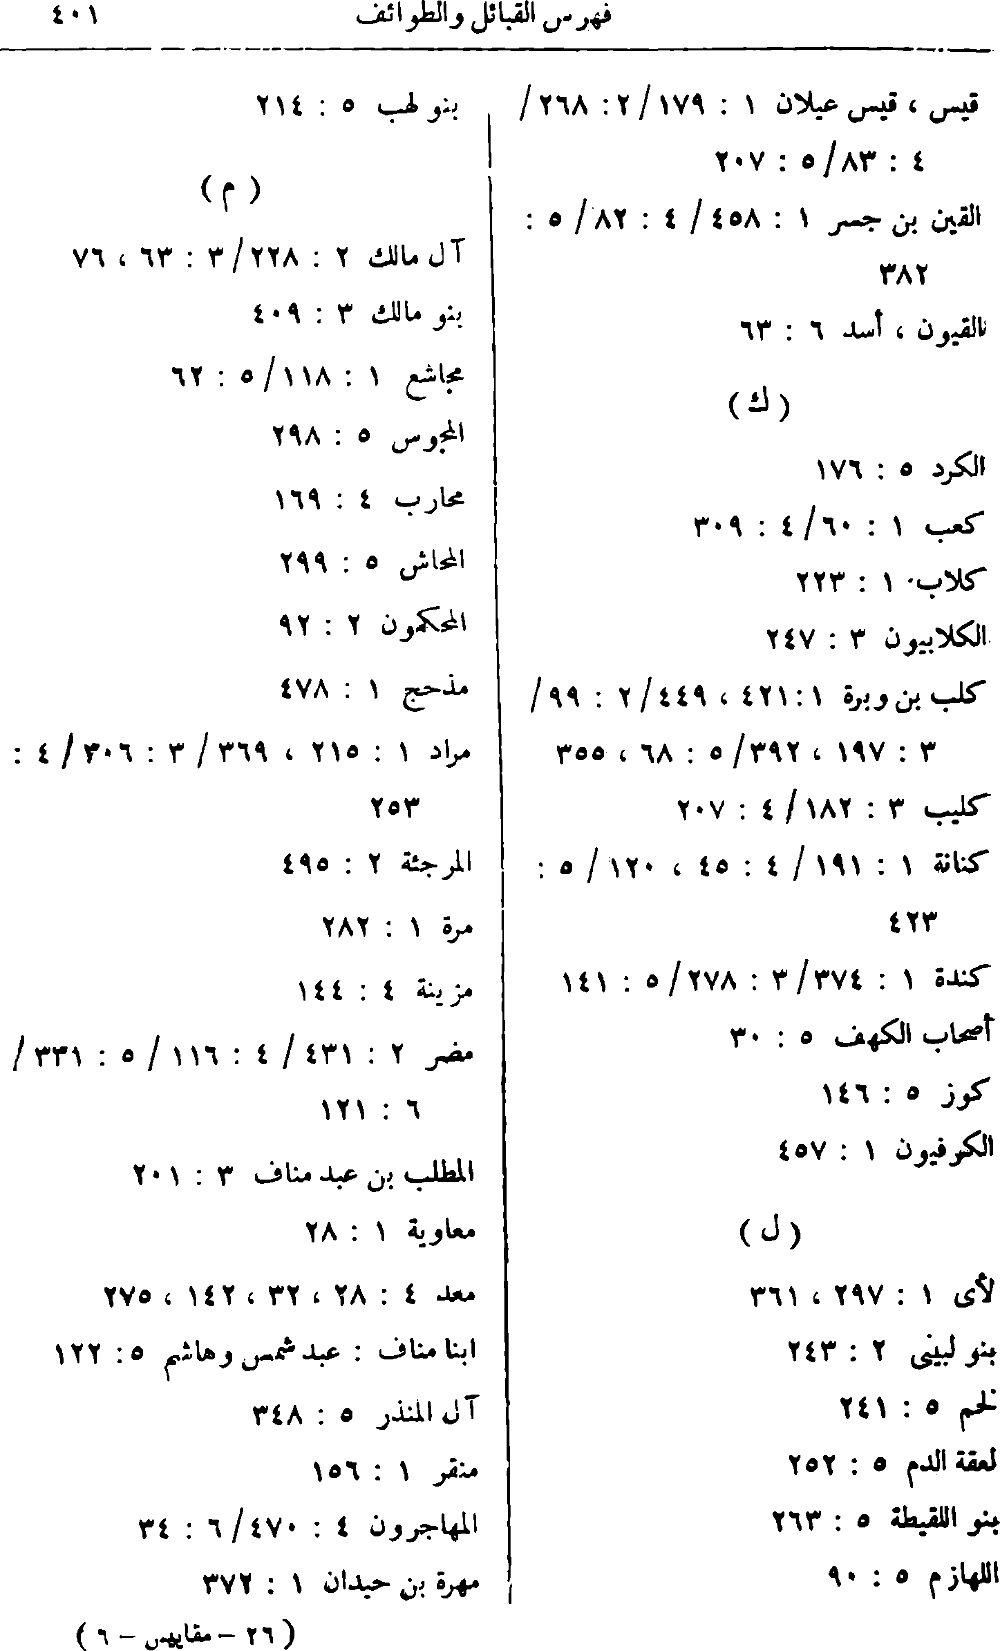 فهرس القبائل والطوائف
٤٠١
قيس ، قيس عيلان ١ : ١٧٩/٢ : ٢٦٨/
٤ : ٨٣/٥ : ٢٠٧
القين بن جسر ١ : ٤٥٨/٤ : ٨٢/٥ :
٣٨٢
القيون ، أسد ٦ : ٦٣
( ك )
الكرد ٥ : ١٧٦
كعب ١ : ٦٠/٤ : ٣٠٩
كلاب ١ : ٢٢٣
الكلابيون ٣ : ٢٤٧
كلب بن وبرة ١ : ٤٢١ ، ٤٤٩/٢ : ٩٩/
٣ : ١٩٧ ، ٣٩٢/٥ : ٦٨ ، ٣٥٥
كليب ٣ : ١٨٢/٤ : ٢٠٧
كنانة ١ : ١٩١/٤ : ٤٥ ، ١٢٠/٥ :
٤٢٣
كندة ١ : ٣٧٤/٣ : ٢٧٨/٥ : ١٤١
أصحاب الكهف ٥ : ٣٠
كوز ٥ : ١٤٦
الكوفيون ١ : ٤٥٧
( ل )
لأى ١ : ٢٩٧ ، ٣٦١
بنو لبينى ٢ : ٢٤٣
لخم ٥ : ٢٤١
لعقة الدم ٥ : ٢٥٢
بنو اللقيطة ٥ : ٢٦٣
اللهازم ٥ : ٩٠
بنو لهب ٥ : ٢١٤
( م )
آل مالك ٢ : ٢٢٨/٣ : ٦٣ ، ٧٦
بنو مالك ٣ : ٤٠٩
مجاشع ١ : ١١٨/٥ : ٦٢
المجوس ٥ : ٢٩٨
محارب ٤ : ١٦٩
المحاش ٥ : ٢٩٩
المحكمون ٢ : ٩٢
مذحج ١ : ٤٧٨
مراد ١ : ٢١٥ ، ٣٦٩/٣ : ٣٠٦/٤ :
٢٥٣
المرجئة ٢ : ٤٩٥
مرة ١ : ٢٨٢
مزينة ٤ : ١٤٤
مضر ٢ : ٤٣١/٤ : ١١٦/٥ : ٣٣١/
٦ : ١٢١
المطلب بن عبد مناف ٣ : ٢٠١
معاوية ١ : ٢٨
معد ٤ : ٢٨ ، ٣٢ ، ١٤٢ ، ٢٧٥
ابنا مناف : عبد شمس وهاشم ٥ : ١٢٢
آل المنذر ٥ : ٣٤٨
منقر ١ : ١٥٦
المهاجرون ٤ : ٤٧٠/٦ : ٣٤
مهرة بن حيدان ١ : ٣٧٢
( ٢٦ – مقاييس – ٦ )